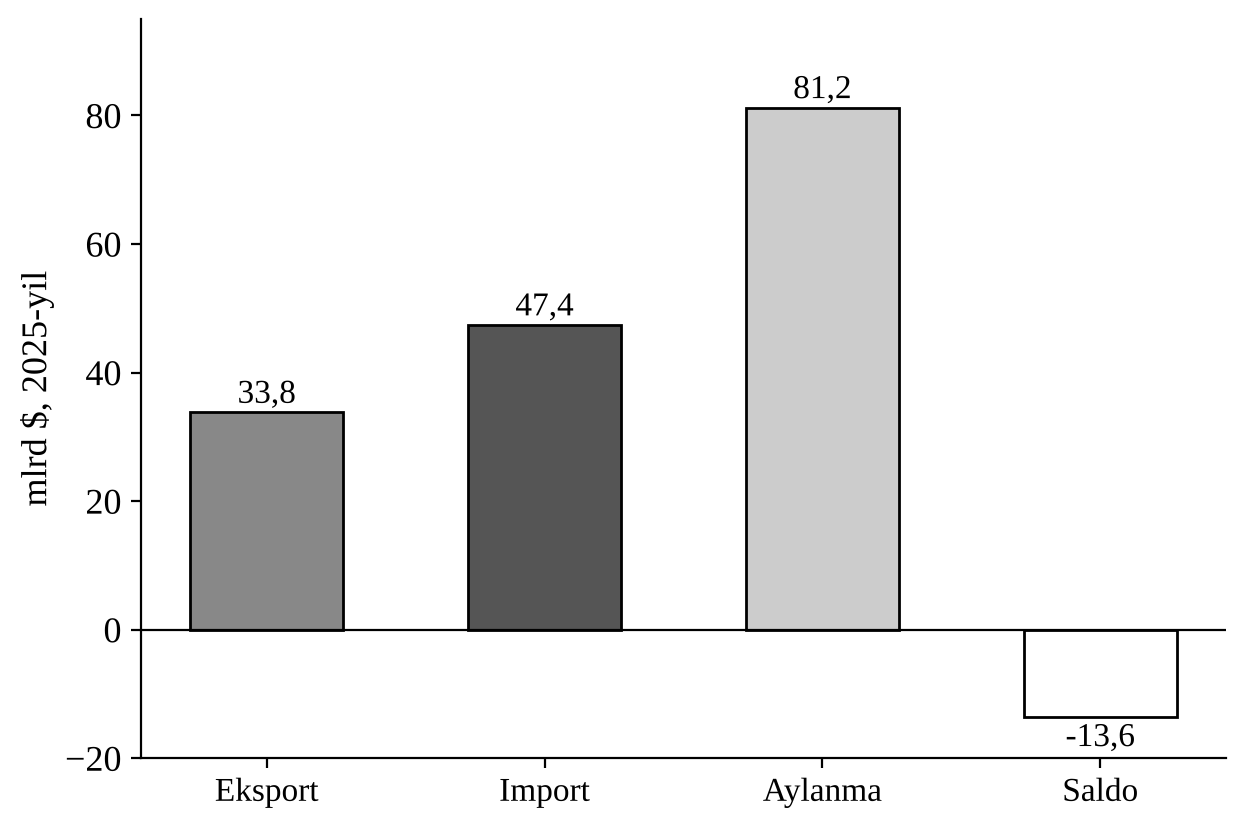 mlrd $, 2025-yil
80
60
40
20
0
−20
33,8
47,4
81,2
-13,6
Eksport
Import
Aylanma
Saldo